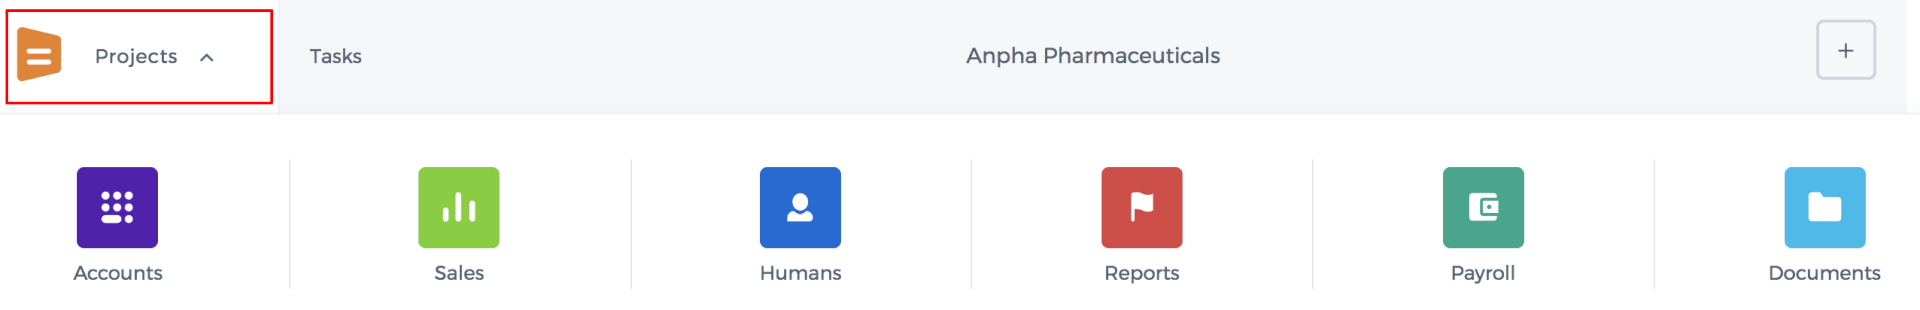 Projects Tasks Anpha Pharmaceuticals +
Accounts Sales Humans Reports Payroll Documents